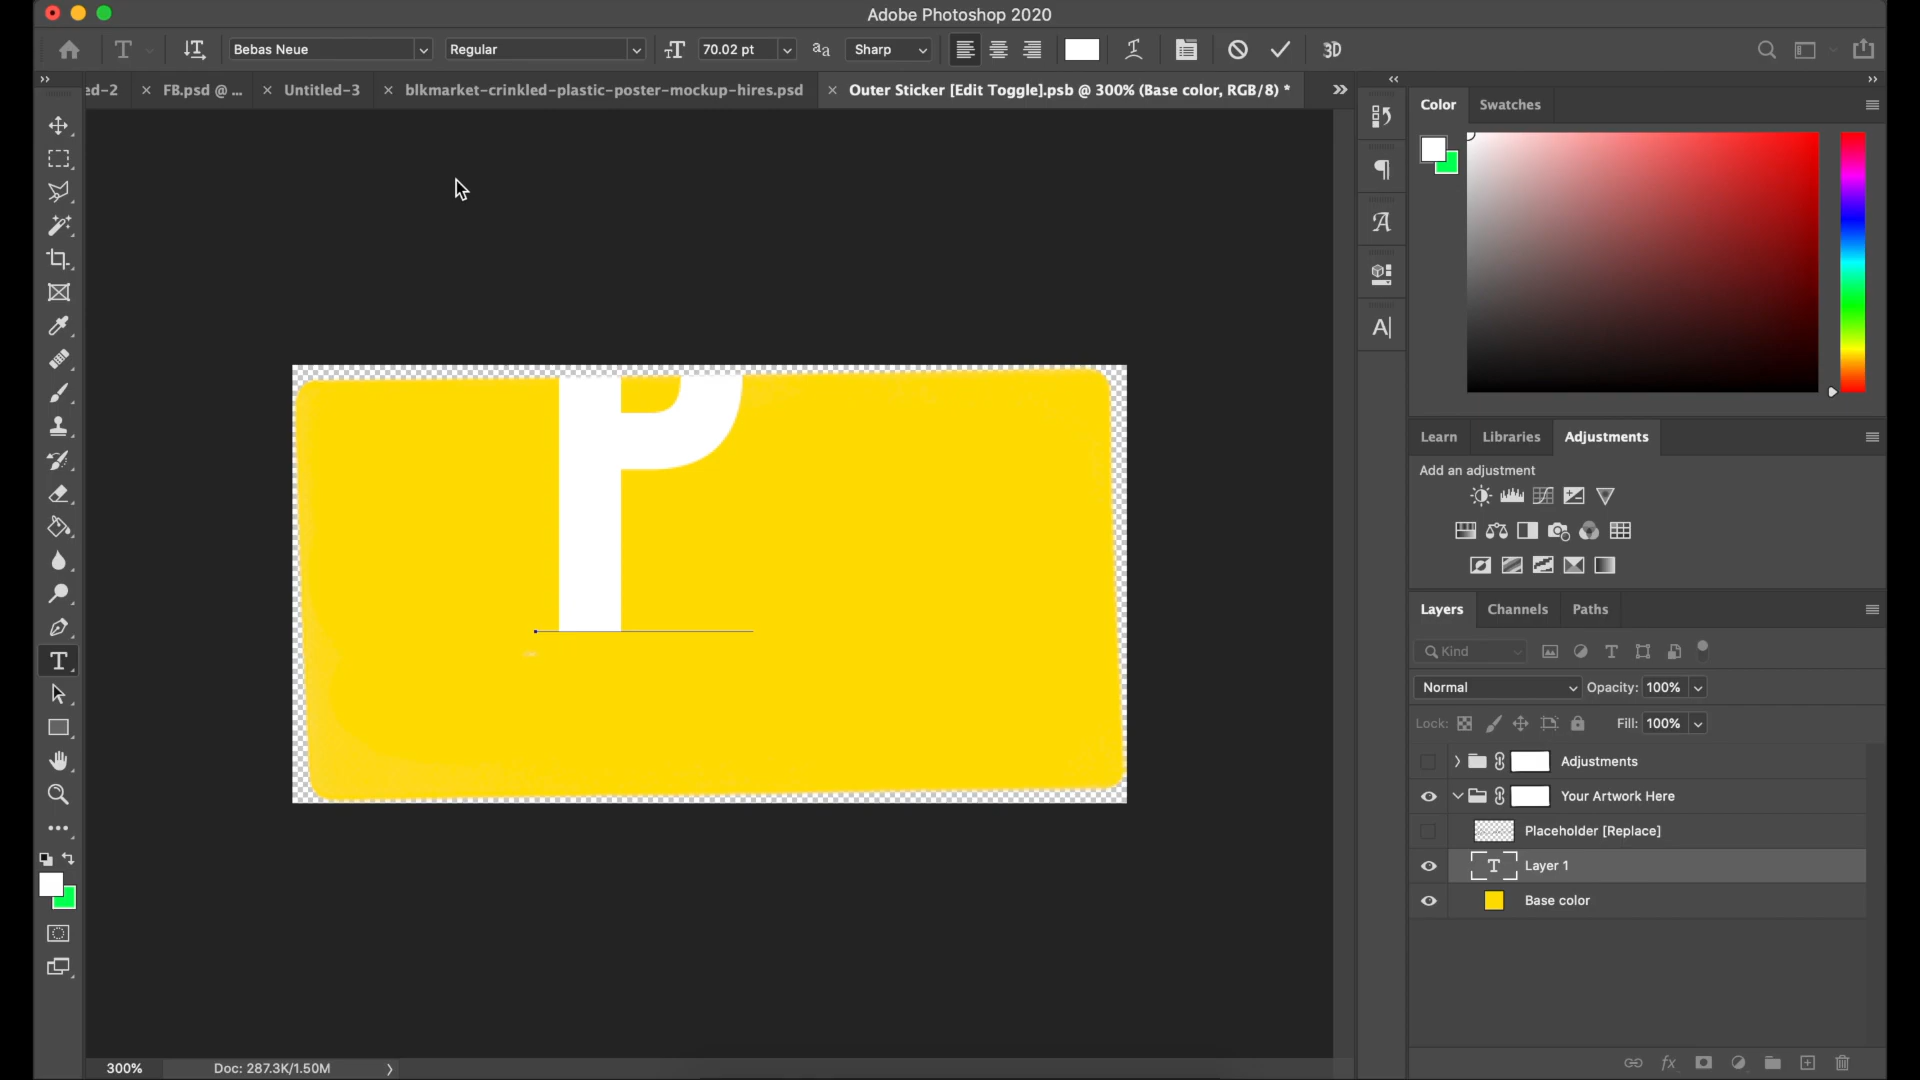 Adobe Photoshop 2020
Bebas Neue
Regular
70.02 pt
Sharp
3D
ed-2
FB.psd @ ...
Untitled-3
blkmarket-crinkled-plastic-poster-mockup-hires.psd
Outer Sticker [Edit Toggle].psb @ 300% (Base color, RGB/8) *
Color
Swatches
P
Learn
Libraries
Adjustments
Add an adjustment
Layers
Channels
Paths
Kind
Normal
Opacity: 100%
Lock:
Fill: 100%
Adjustments
Your Artwork Here
Placeholder [Replace]
Layer 1
Base color
300%
Doc: 287.3K/1.50M